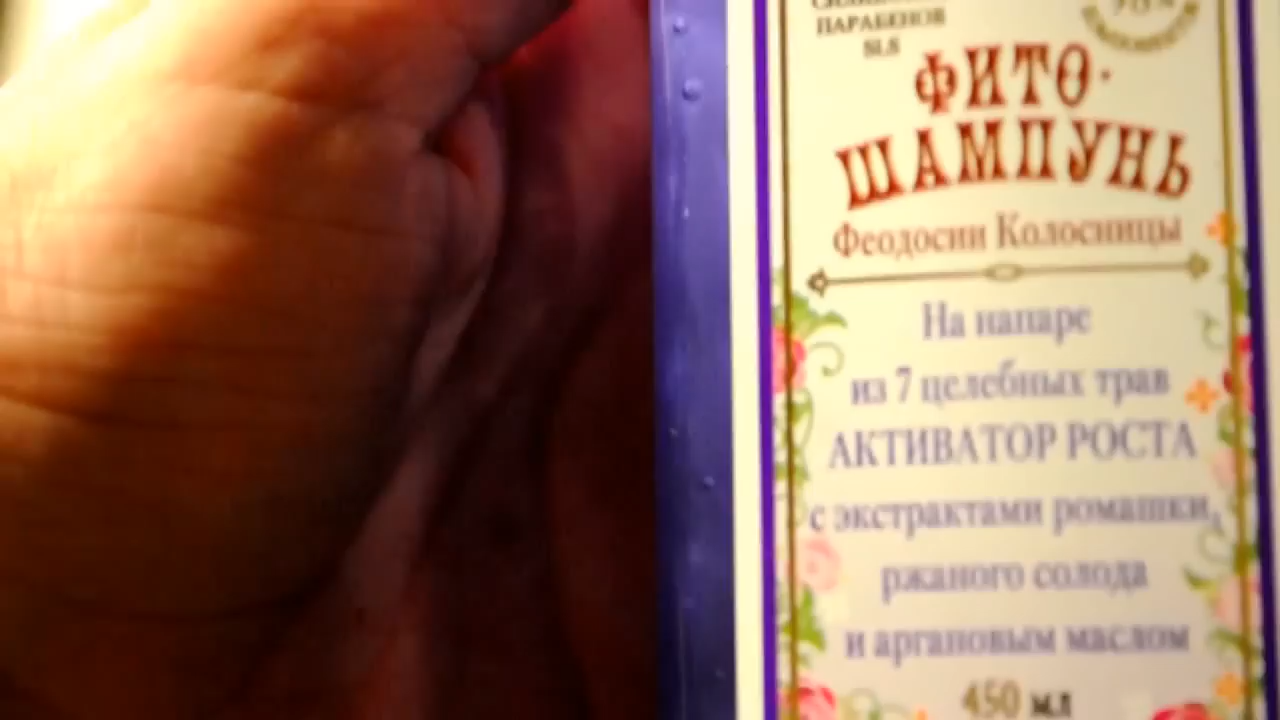 ПАРАБЕНОВ
SLS
ФИТО-
ШАМПУНЬ
Феодосии Колосницы
На напаре
из 7 целебных трав
АКТИВАТОР РОСТА
с экстрактами ромашки,
ржаного солода
и аргановым маслом
450 мл